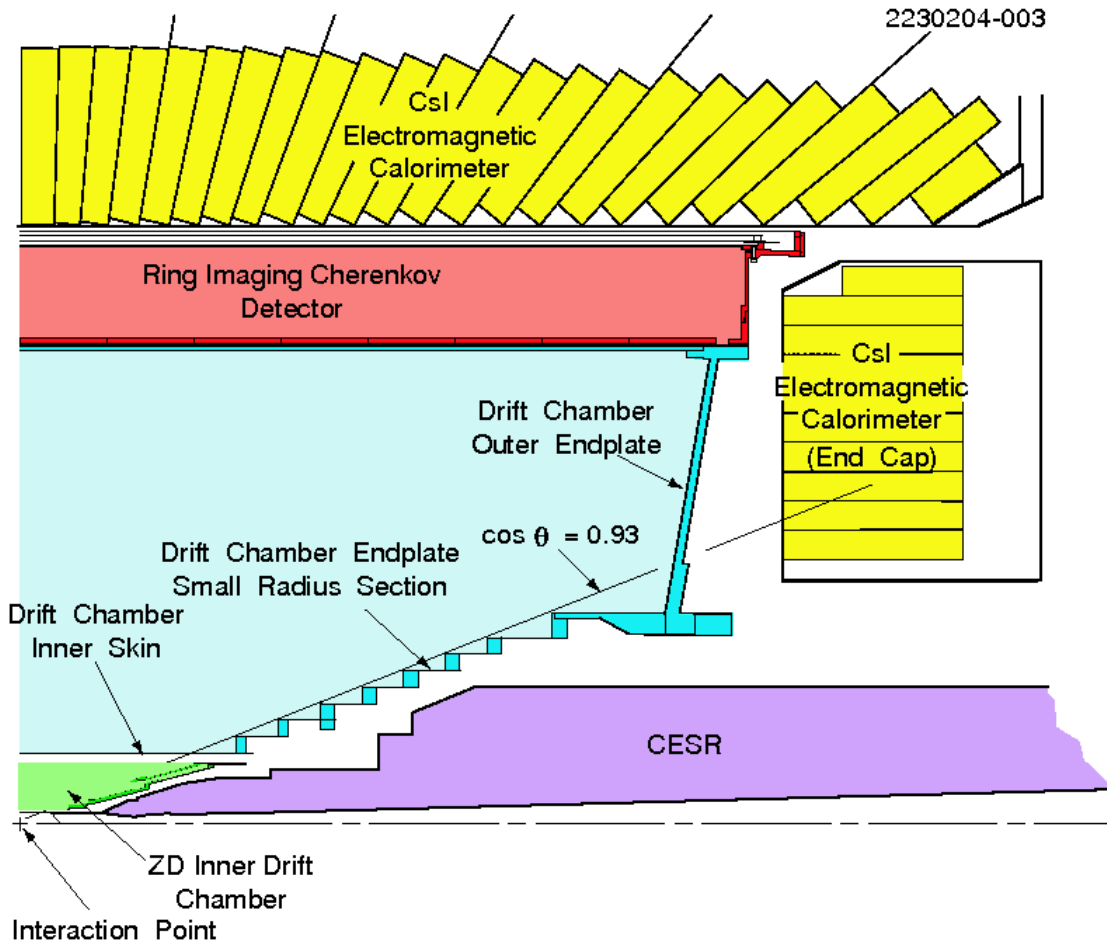 2230204-003
CsI
Electromagnetic
Calorimeter
Ring Imaging Cherenkov
Detector
CsI
Electromagnetic
Calorimeter
(End Cap)
Drift Chamber
Outer Endplate
cos θ = 0.93
Drift Chamber Endplate
Small Radius Section
Drift Chamber
Inner Skin
CESR
ZD Inner Drift
Chamber
Interaction Point